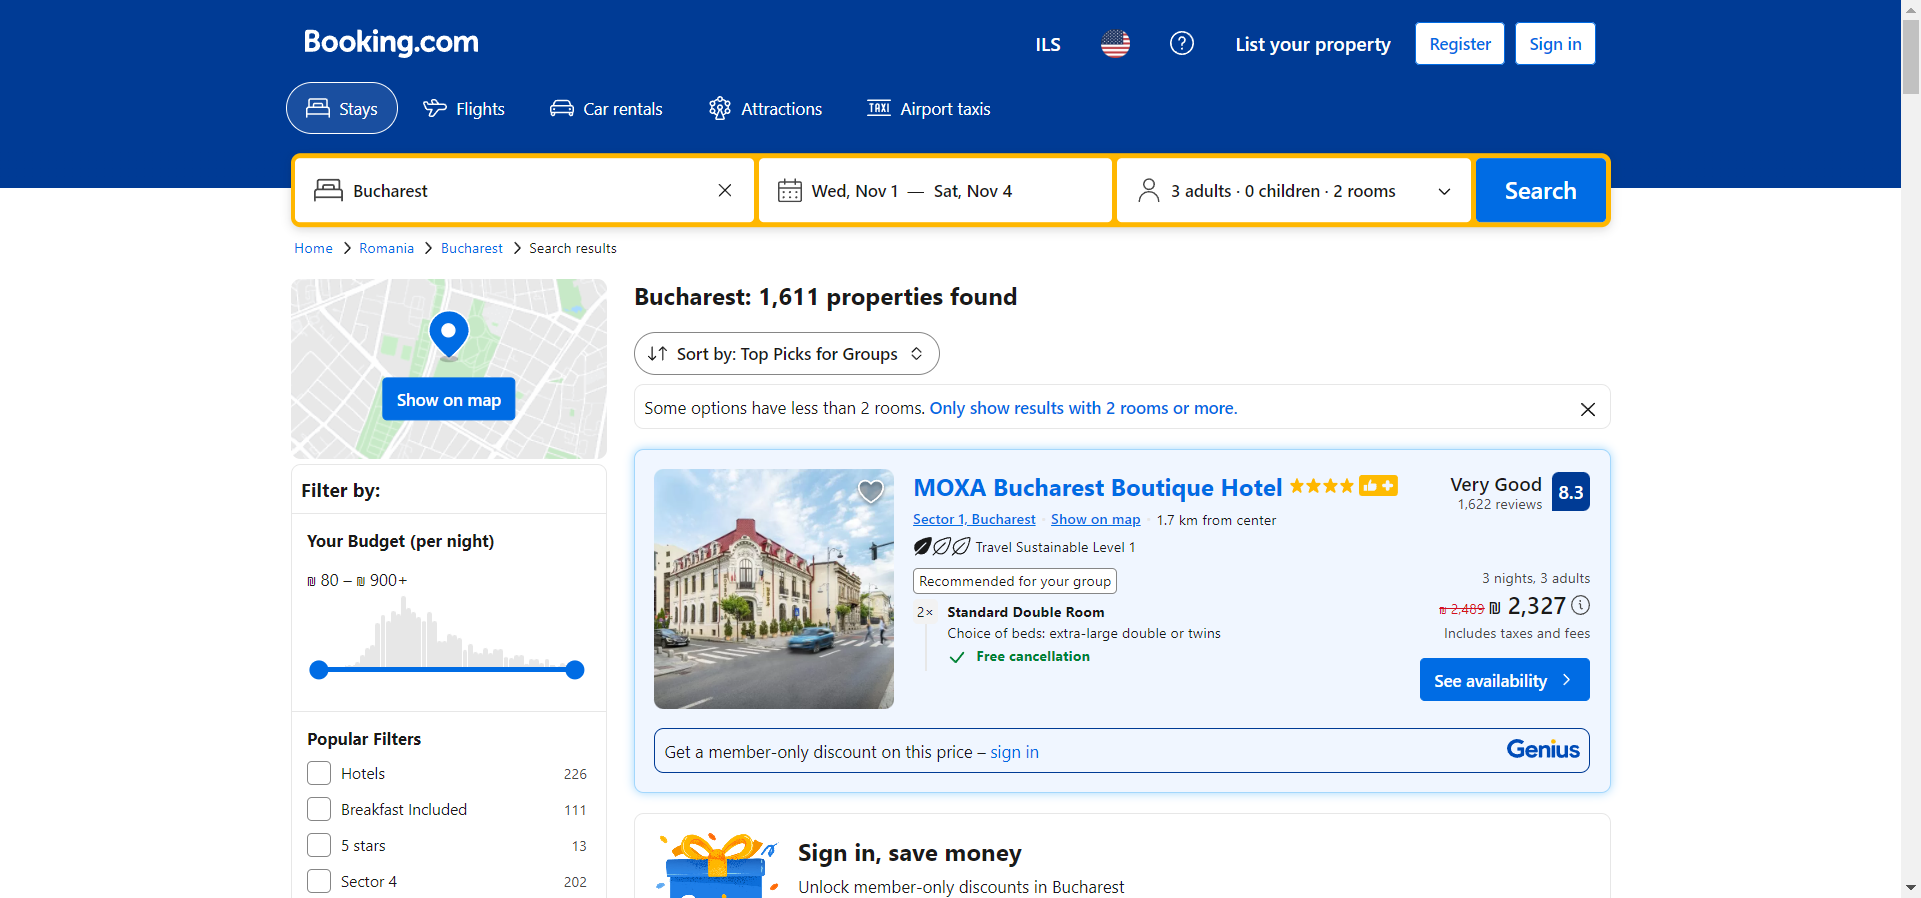 Booking.com
ILS
List your property
Register
Sign in
Stays
Flights
Car rentals
Attractions
TAXI Airport taxis
Bucharest
Wed, Nov 1 — Sat, Nov 4
3 adults · 0 children · 2 rooms
Search
Home > Romania > Bucharest > Search results
Show on map
Filter by:
Your Budget (per night)
₪ 80 – ₪ 900+
Popular Filters
Hotels 226
Breakfast Included 111
5 stars 13
Sector 4 202
Bucharest: 1,611 properties found
Sort by: Top Picks for Groups
Some options have less than 2 rooms. Only show results with 2 rooms or more.
MOXA Bucharest Boutique Hotel
Sector 1, Bucharest · Show on map · 1.7 km from center
Travel Sustainable Level 1
Recommended for your group
2× Standard Double Room
Choice of beds: extra-large double or twins
Free cancellation
Very Good 8.3
1,622 reviews
3 nights, 3 adults
₪ 2,489 ₪ 2,327
Includes taxes and fees
See availability
Get a member-only discount on this price – sign in
Genius
Sign in, save money
Unlock member-only discounts in Bucharest